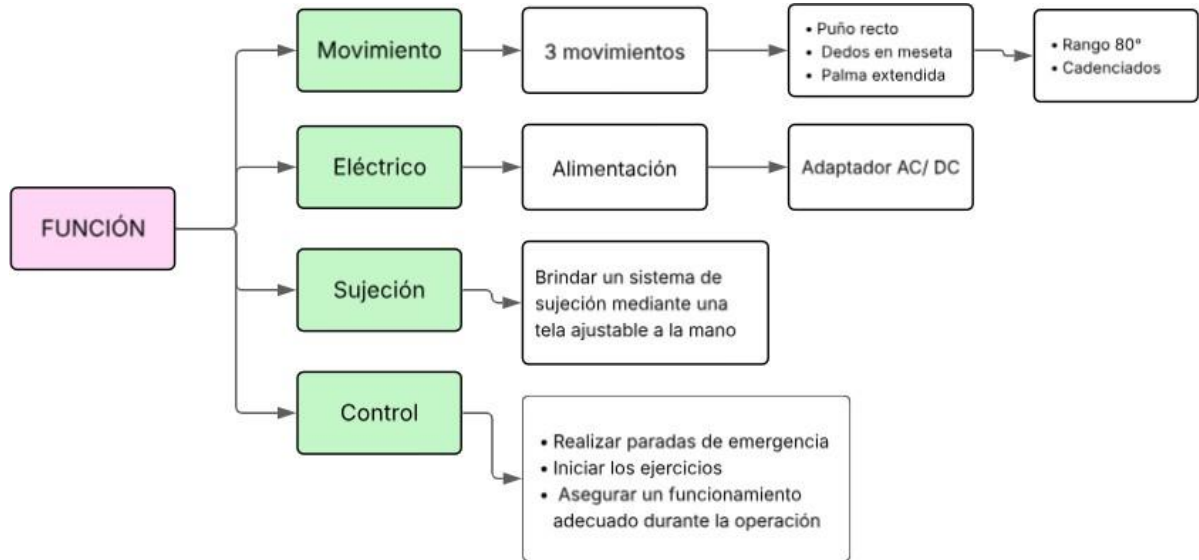 FUNCIÓN
Movimiento
3 movimientos
• Puño recto
• Dedos en meseta
• Palma extendida
• Rango 80°
• Cadenciados
Eléctrico
Alimentación
Adaptador AC/ DC
Sujeción
Brindar un sistema de
sujeción mediante una
tela ajustable a la mano
Control
• Realizar paradas de emergencia
• Iniciar los ejercicios
• Asegurar un funcionamiento
adecuado durante la operación